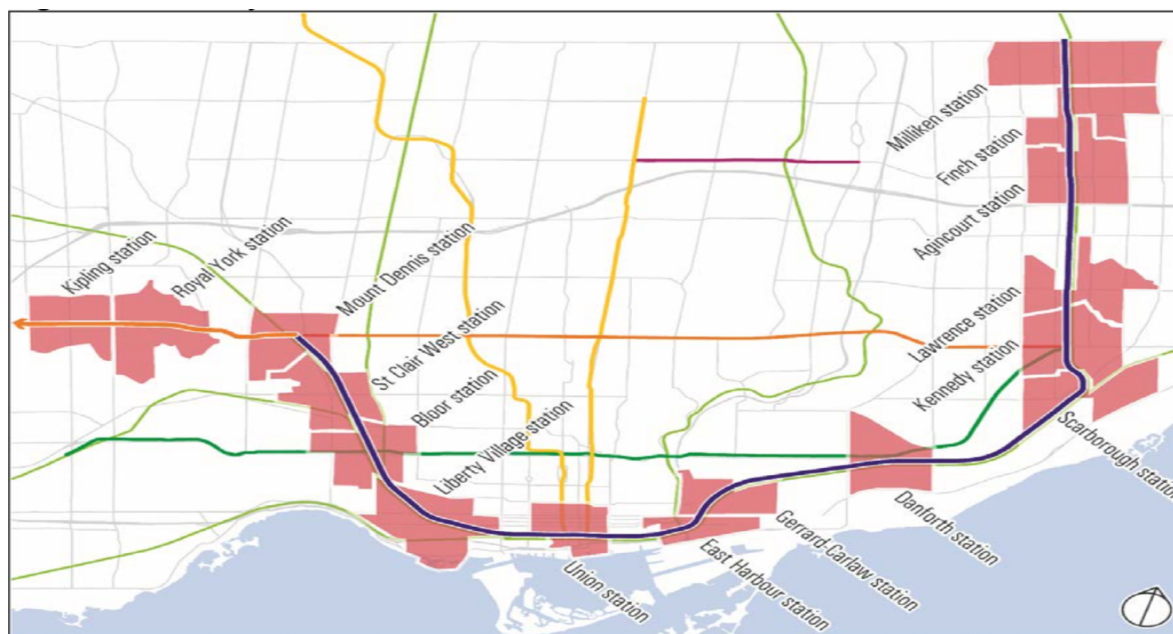 Kipling station
Royal York station
Mount Dennis station
St Clair West station
Bloor station
Liberty Village station
Union station
East Harbour station
Gerrard-Carlaw station
Danforth station
Scarborough station
Kennedy station
Lawrence station
Agincourt station
Finch station
Milliken station